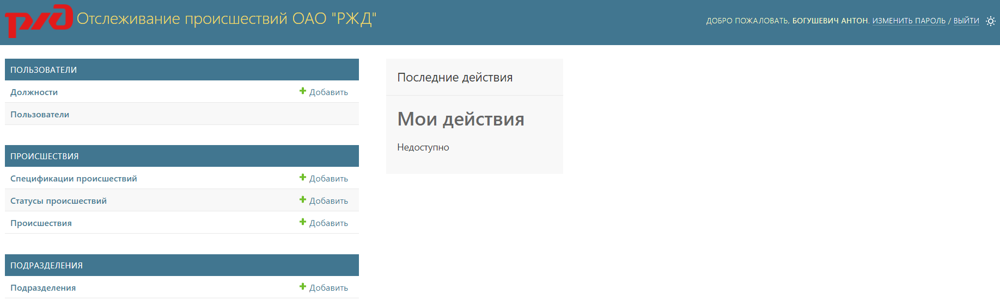 ржд Отслеживание происшествий ОАО "РЖД"
ДОБРО ПОЖАЛОВАТЬ, БОГУШЕВИЧ АНТОН. ИЗМЕНИТЬ ПАРОЛЬ / ВЫЙТИ
ПОЛЬЗОВАТЕЛИ
Должности Добавить
Пользователи
ПРОИСШЕСТВИЯ
Спецификации происшествий Добавить
Статусы происшествий Добавить
Происшествия Добавить
ПОДРАЗДЕЛЕНИЯ
Подразделения Добавить
Последние действия
Мои действия
Недоступно